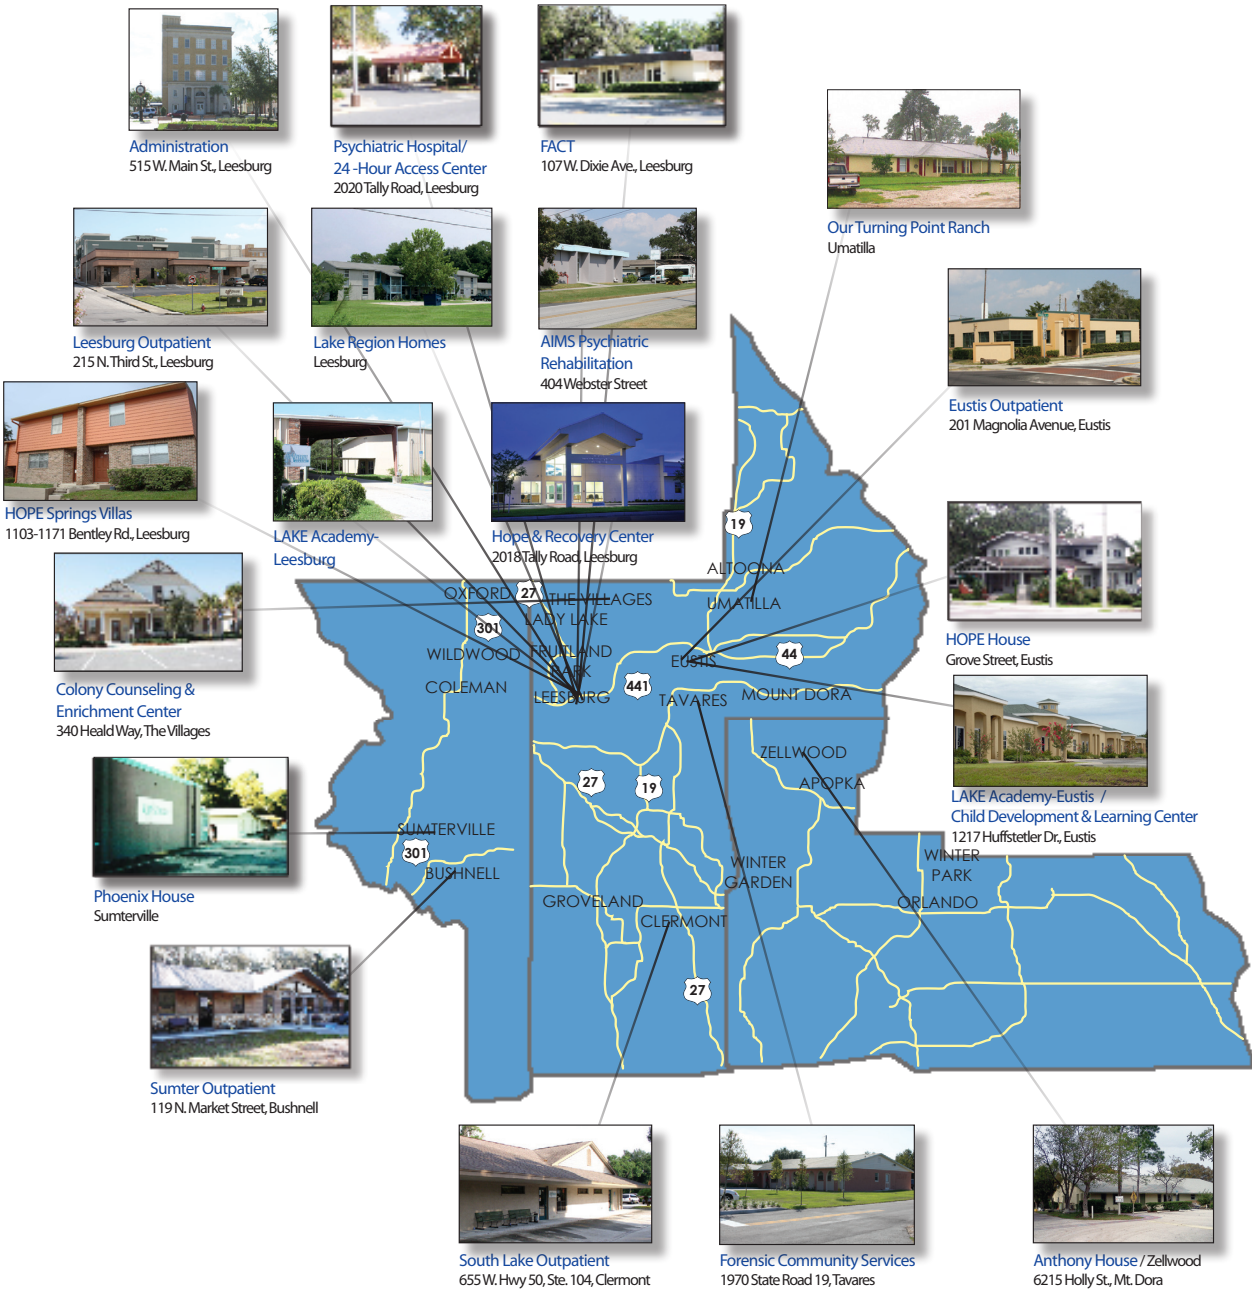 Administration
515 W. Main St., Leesburg
Psychiatric Hospital/
24 -Hour Access Center
2020 Tally Road, Leesburg
FACT
107 W. Dixie Ave., Leesburg
Our Turning Point Ranch
Umatilla
Leesburg Outpatient
215 N. Third St., Leesburg
Lake Region Homes
Leesburg
AIMS Psychiatric
Rehabilitation
404 Webster Street
Eustis Outpatient
201 Magnolia Avenue, Eustis
HOPE Springs Villas
1103-1171 Bentley Rd., Leesburg
LAKE Academy-
Leesburg
Hope & Recovery Center
2018 Tally Road, Leesburg
HOPE House
Grove Street, Eustis
Colony Counseling &
Enrichment Center
340 Heald Way, The Villages
LAKE Academy-Eustis /
Child Development & Learning Center
1217 Huffstetler Dr., Eustis
Phoenix House
Sumterville
Sumter Outpatient
119 N. Market Street, Bushnell
South Lake Outpatient
655 W. Hwy 50, Ste. 104, Clermont
Forensic Community Services
1970 State Road 19, Tavares
Anthony House / Zellwood
6215 Holly St., Mt. Dora
19
ALTOONA
UMATILLA
OXFORD
27
THE VILLAGES
LADY LAKE
301
WILDWOOD
FRUITLAND
PARK
EUSTIS
44
COLEMAN
LEESBURG
441
TAVARES
MOUNT DORA
ZELLWOOD
APOPKA
27
19
SUMTERVILLE
301
BUSHNELL
WINTER
GARDEN
WINTER
PARK
GROVELAND
CLERMONT
ORLANDO
27